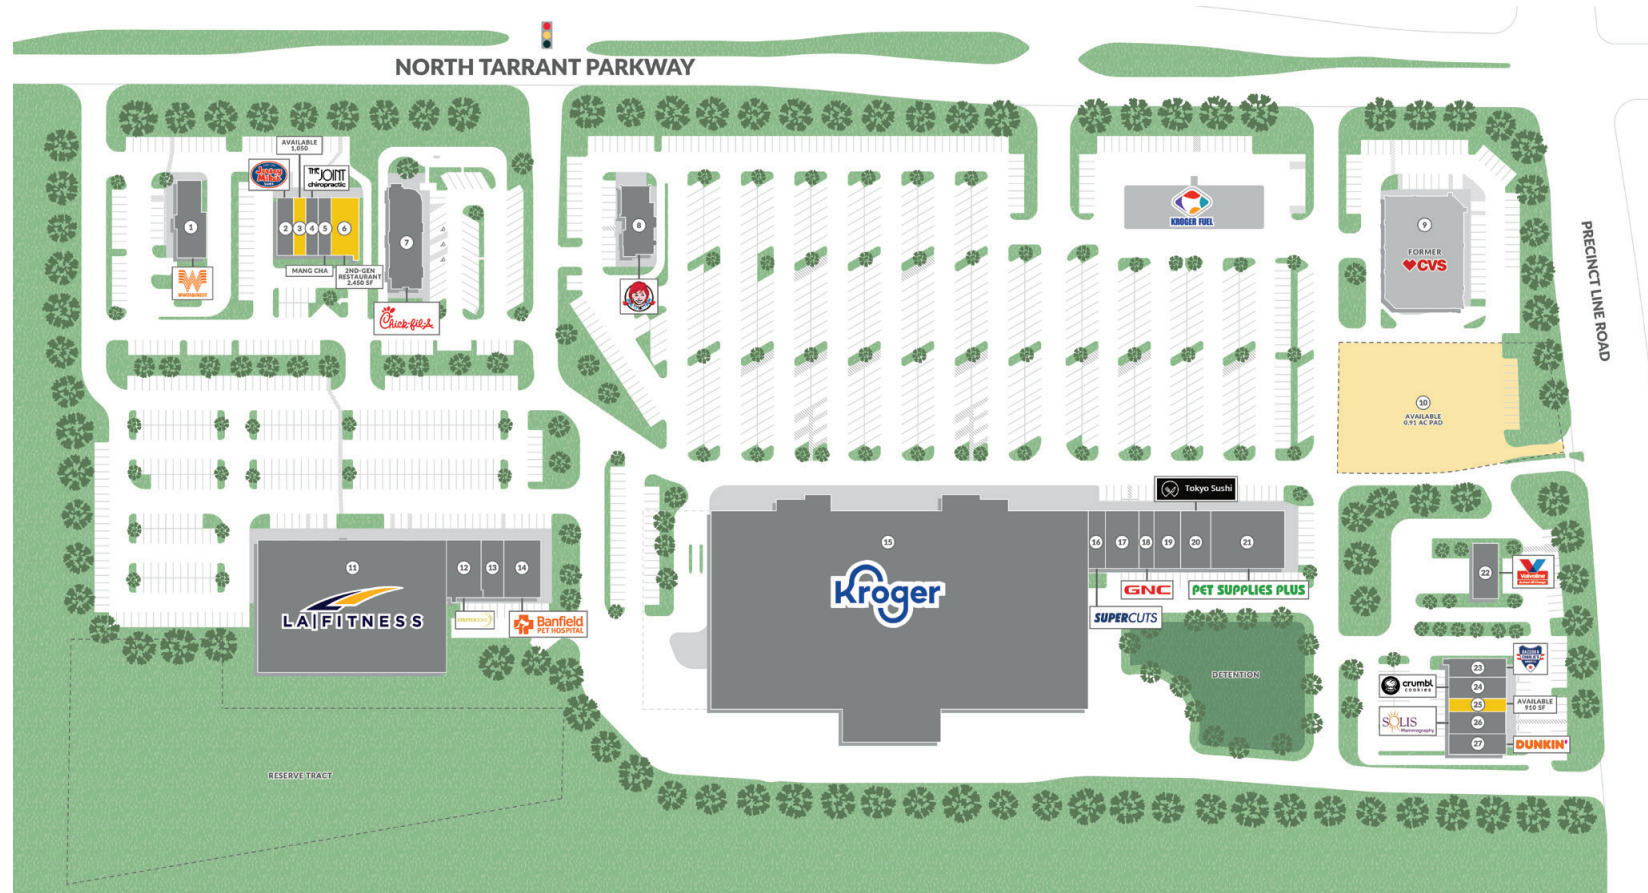 NORTH TARRANT PARKWAY
AVAILABLE
1,050
Jersey
Mike's
SUBS
THE JOINT
chiropractic
1
2
3
4
5
6
7
8
9
WHATABURGER
MANG CHA
2ND-GEN
RESTAURANT
2,450 SF
Chick-fil-A
KROGER FUEL
FORMER
CVS
PRECINCT LINE ROAD
10
AVAILABLE
0.91 AC PAD
Tokyo Sushi
11
LA|FITNESS
12
13
14
Banfield
PET HOSPITAL
15
Kroger
16
17
18
19
20
21
GNC
PET SUPPLIES PLUS
SUPERCUTS
22
Valvoline
DETENTION
23
24
25
26
27
crumbl
cookies
AVAILABLE
910 SF
SOLIS
Mammography
DUNKIN'
RESERVE TRACT